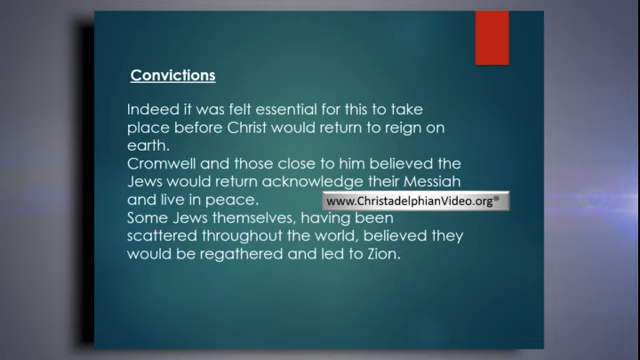 Convictions
Indeed it was felt essential for this to take
place before Christ would return to reign on
earth.
Cromwell and those close to him believed the
Jews would return acknowledge their Messiah
and live in peace.
www.ChristadelphianVideo.org®
Some Jews themselves, having been
scattered throughout the world, believed they
would be regathered and led to Zion.